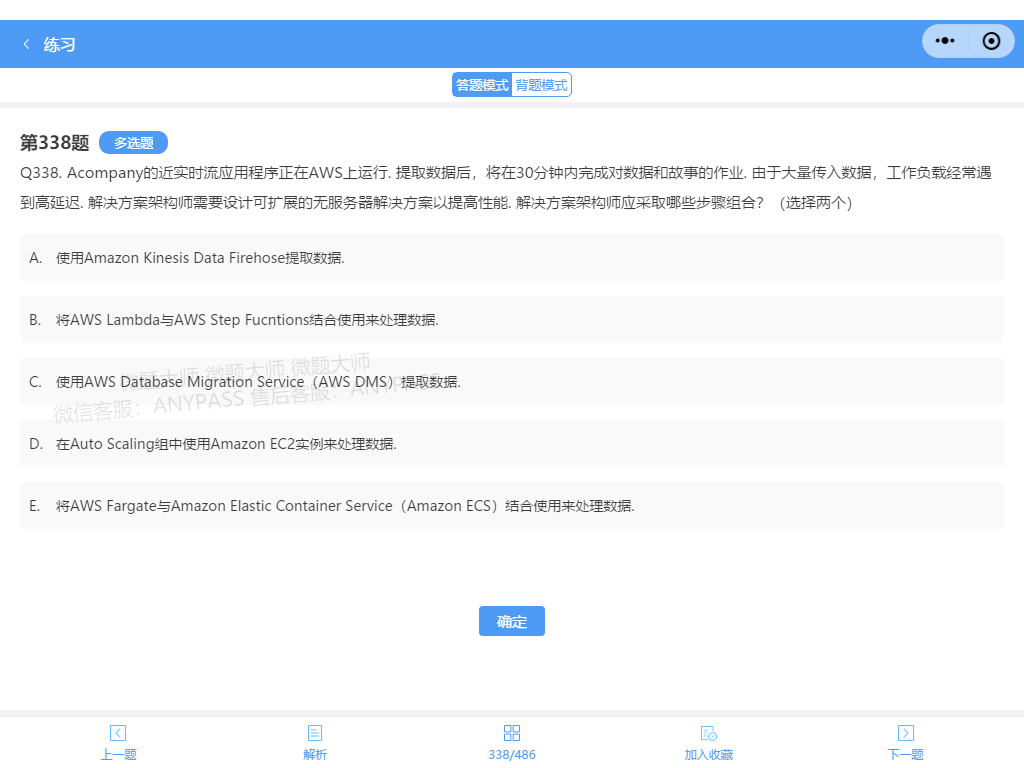 练习
答题模式 背题模式
第338题 多选题
Q338. Acompany的近实时流应用程序正在AWS上运行. 提取数据后，将在30分钟内完成对数据和故事的作业. 由于大量传入数据，工作负载经常遇
到高延迟. 解决方案架构师需要设计可扩展的无服务器解决方案以提高性能. 解决方案架构师应采取哪些步骤组合？（选择两个）
A. 使用Amazon Kinesis Data Firehose提取数据.
B. 将AWS Lambda与AWS Step Fucntions结合使用来处理数据.
微题大师 微题大师 微题大师
C. 使用AWS Database Migration Service（AWS DMS）提取数据.
微信客服：ANYPASS 售后客服：ANYPASS
D. 在Auto Scaling组中使用Amazon EC2实例来处理数据.
E. 将AWS Fargate与Amazon Elastic Container Service（Amazon ECS）结合使用来处理数据.
确定
上一题 解析 338/486 加入收藏 下一题